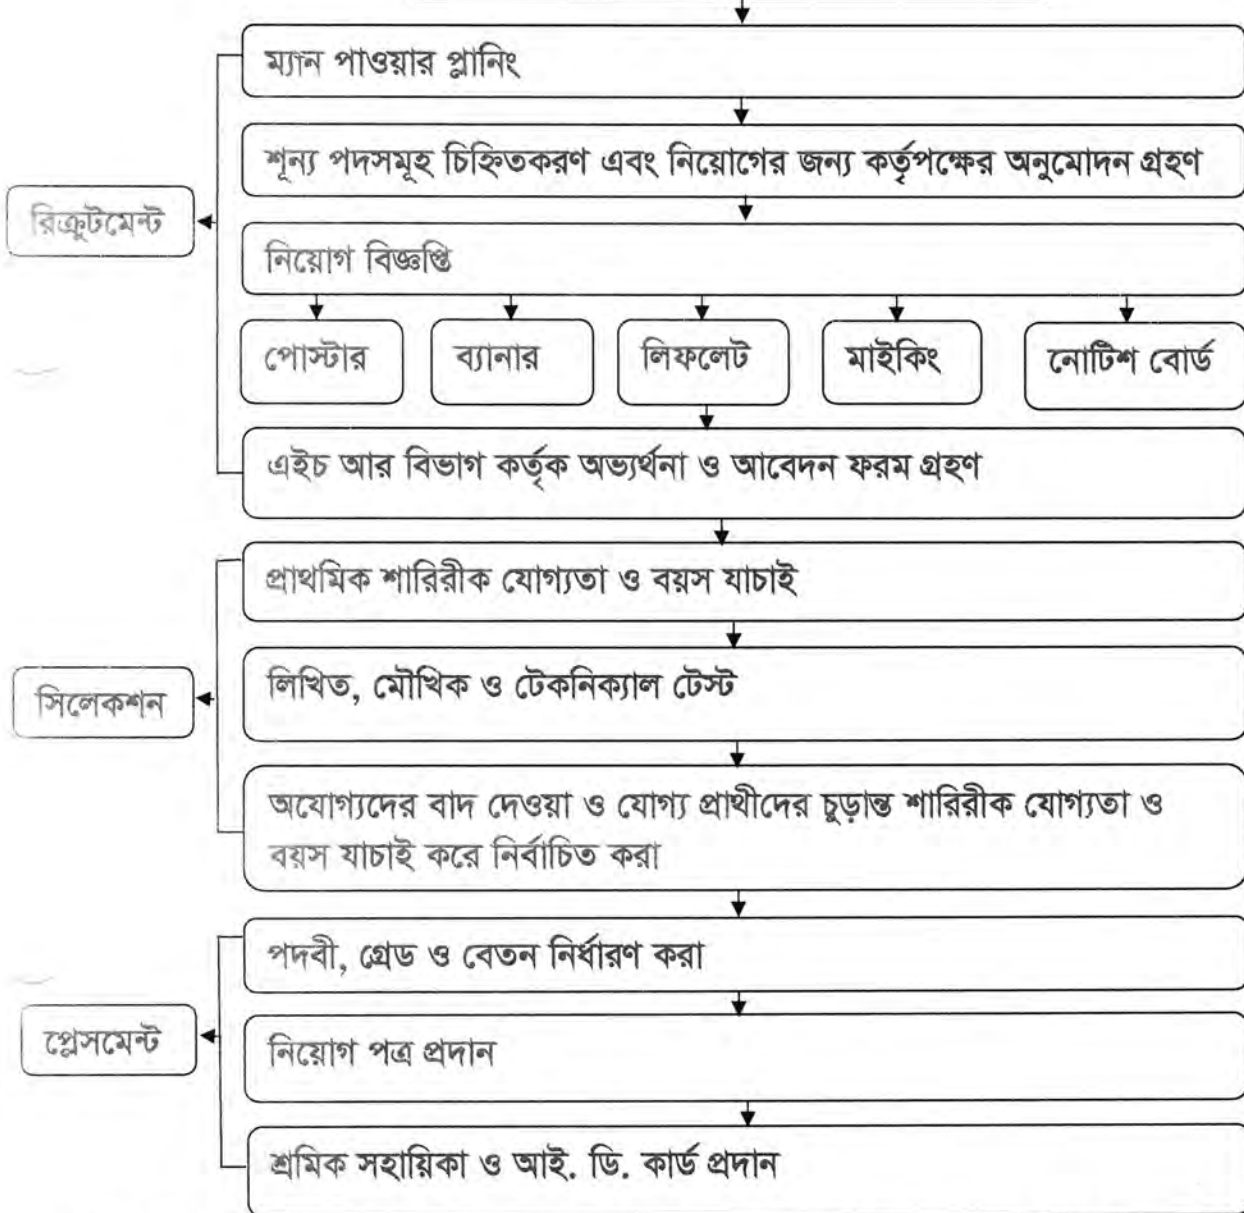 ম্যান পাওয়ার প্লানিং
শূন্য পদসমূহ চিহ্নিতকরণ এবং নিয়োগের জন্য কর্তৃপক্ষের অনুমোদন গ্রহণ
রিক্রুটমেন্ট
নিয়োগ বিজ্ঞপ্তি
পোস্টার ব্যানার লিফলেট মাইকিং নোটিশ বোর্ড
এইচ আর বিভাগ কর্তৃক অভ্যর্থনা ও আবেদন ফরম গ্রহণ
প্রাথমিক শারিরীক যোগ্যতা ও বয়স যাচাই
লিখিত, মৌখিক ও টেকনিক্যাল টেস্ট
সিলেকশন
অযোগ্যদের বাদ দেওয়া ও যোগ্য প্রার্থীদের চুড়ান্ত শারিরীক যোগ্যতা ও
বয়স যাচাই করে নির্বাচিত করা
পদবী, গ্রেড ও বেতন নির্ধারণ করা
প্লেসমেন্ট
নিয়োগ পত্র প্রদান
শ্রমিক সহায়িকা ও আই. ডি. কার্ড প্রদান